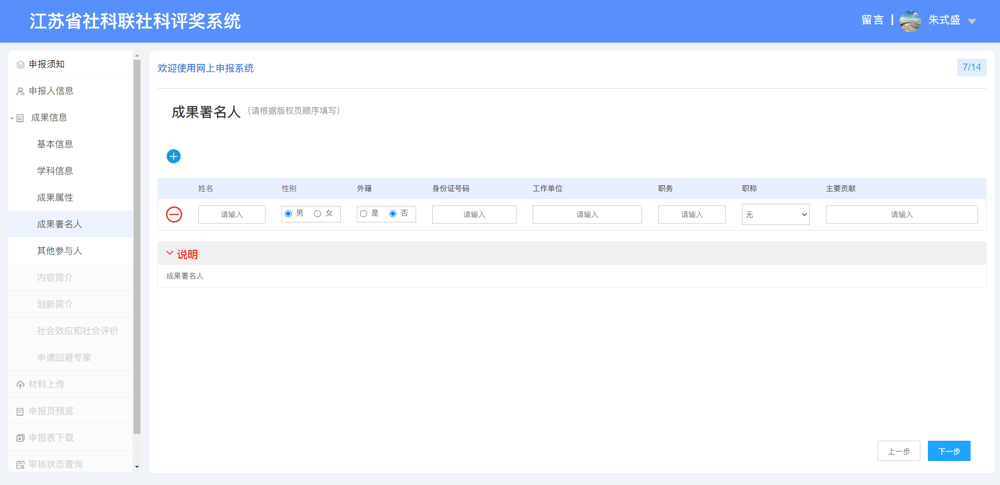 江苏省社科联社科评奖系统
留言
朱式盛
申报须知
申报人信息
成果信息
基本信息
学科信息
成果属性
成果署名人
其他参与人
内容简介
创新简介
社会效应和社会评价
申请回避专家
材料上传
申报页预览
申报表下载
审核状态查询
欢迎使用网上申报系统
7/14
成果署名人 (请根据版权页顺序填写)
姓名 性别 外籍 身份证号码 工作单位 职务 职称 主要贡献
请输入 男 女 是 否 请输入 请输入 请输入 无 请输入
说明
成果署名人
上一步 下一步